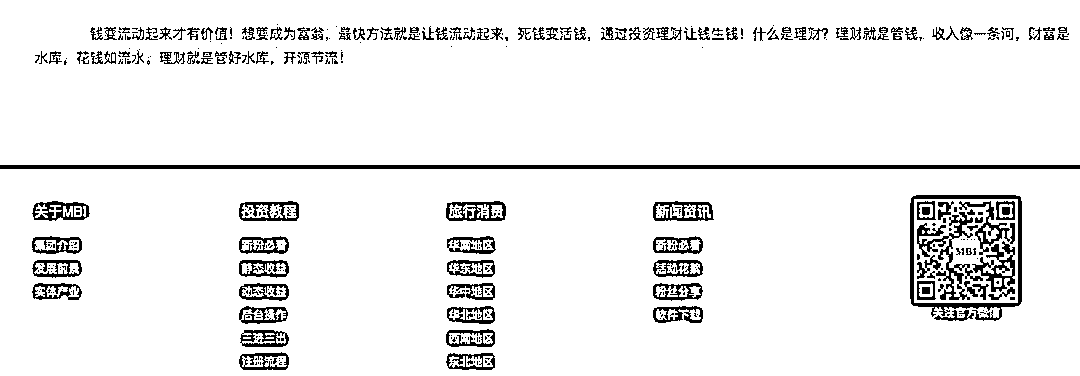 钱要流动起来才有价值！想要成为富翁，最快方法就是让钱流动起来，死钱变活钱，通过投资理财让钱生钱！什么是理财？理财就是管钱，收入像一条河，财富是
水库，花钱如流水，理财就是管好水库，开源节流！
关于MBI
投资教程
旅行消费
新闻资讯
集团介绍
新粉必看
华南地区
新粉必看
发展前景
静态收益
华东地区
活动花絮
实体产业
动态收益
华中地区
粉丝分享
后台操作
华北地区
软件下载
三进三出
西南地区
注册流程
东北地区
MBI
关注官方微信